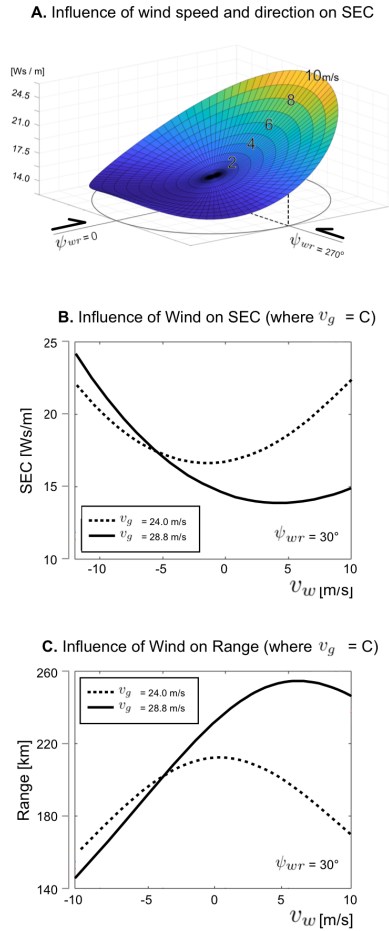 A. Influence of wind speed and direction on SEC
[Ws / m]
24.5
21.0
17.5
14.0
10m/s
8
6
4
2
ψwr = 0
ψwr = 270º
B. Influence of Wind on SEC (where vg = C)
25
20
15
10
SEC [Ws/m]
vg = 24.0 m/s
vg = 28.8 m/s
ψwr = 30°
-10 -5 0 5 10
vw [m/s]
C. Influence of Wind on Range (where vg = C)
260
220
180
140
Range [km]
vg = 24.0 m/s
vg = 28.8 m/s
ψwr = 30°
-10 -5 0 5 10
vw [m/s]